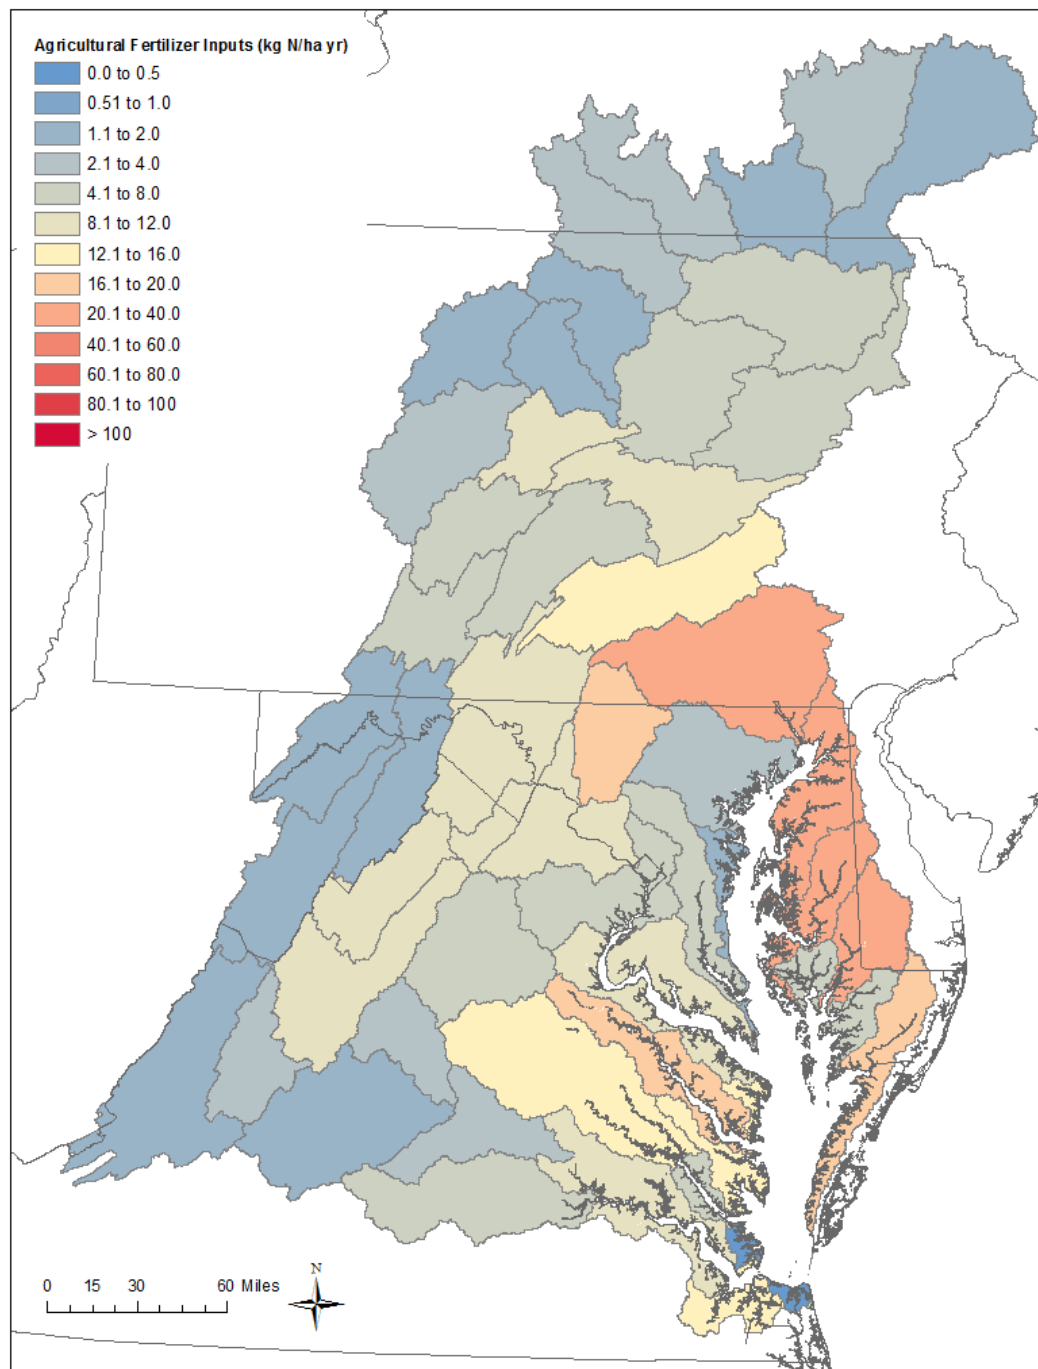 Agricultural Fertilizer Inputs (kg N/ha yr)
0.0 to 0.5
0.51 to 1.0
1.1 to 2.0
2.1 to 4.0
4.1 to 8.0
8.1 to 12.0
12.1 to 16.0
16.1 to 20.0
20.1 to 40.0
40.1 to 60.0
60.1 to 80.0
80.1 to 100
> 100
N
0 15 30 60 Miles